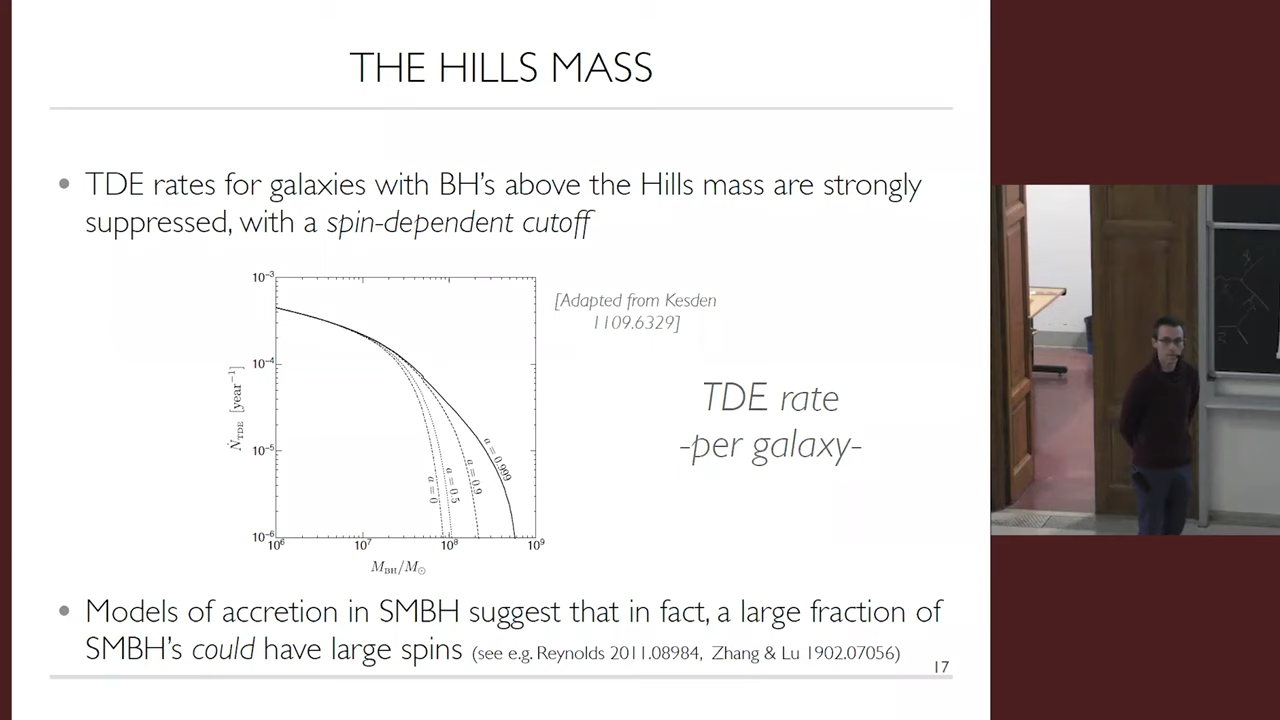 THE HILLS MASS
• TDE rates for galaxies with BH's above the Hills mass are strongly
suppressed, with a spin-dependent cutoff
[Adapted from Kesden
1109.6329]
10⁻³
10⁻⁴
10⁻⁵
10⁻⁶
Ṅ_TDE [year⁻¹]
a = 0
a = 0.5
a = 0.9
a = 0.999
10⁶ 10⁷ 10⁸ 10⁹
M_BH/M_⊙
TDE rate
-per galaxy-
• Models of accretion in SMBH suggest that in fact, a large fraction of
SMBH's could have large spins (see e.g. Reynolds 2011.08984, Zhang & Lu 1902.07056)
17